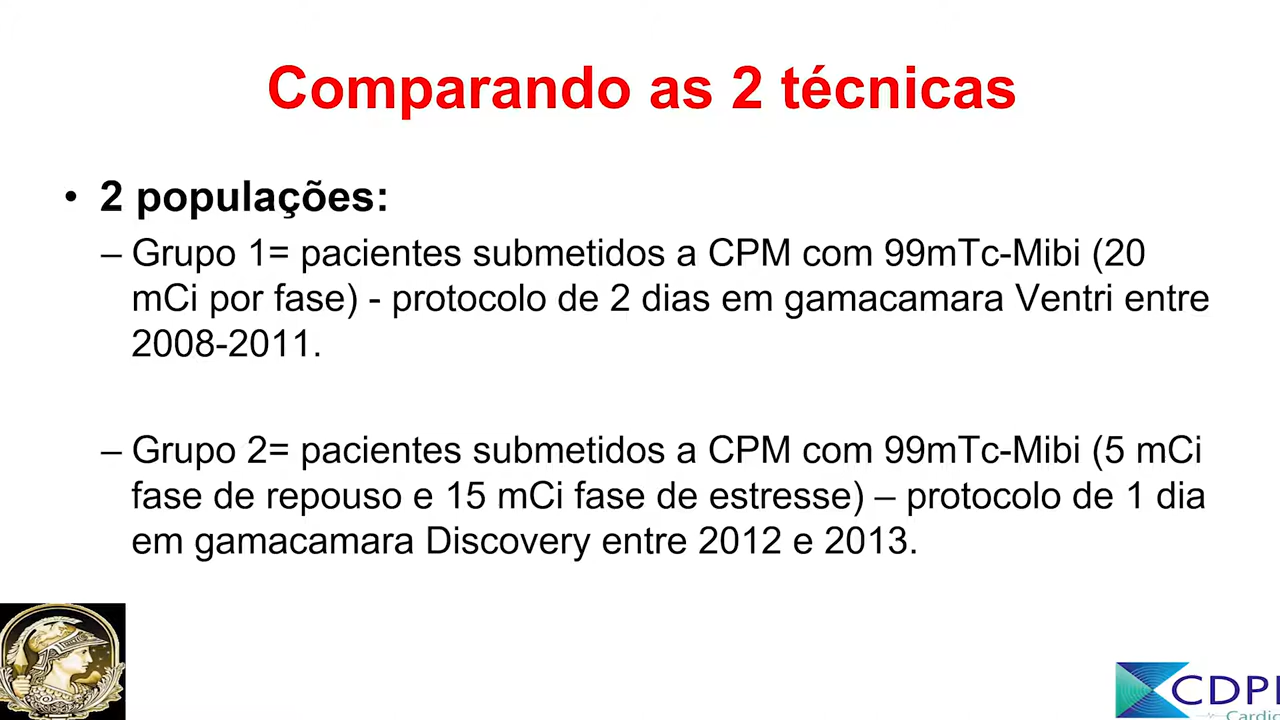 Comparando as 2 técnicas
• 2 populações:
– Grupo 1= pacientes submetidos a CPM com 99mTc-Mibi (20
mCi por fase) - protocolo de 2 dias em gamacamara Ventri entre
2008-2011.
– Grupo 2= pacientes submetidos a CPM com 99mTc-Mibi (5 mCi
fase de repouso e 15 mCi fase de estresse) – protocolo de 1 dia
em gamacamara Discovery entre 2012 e 2013.
CDPI